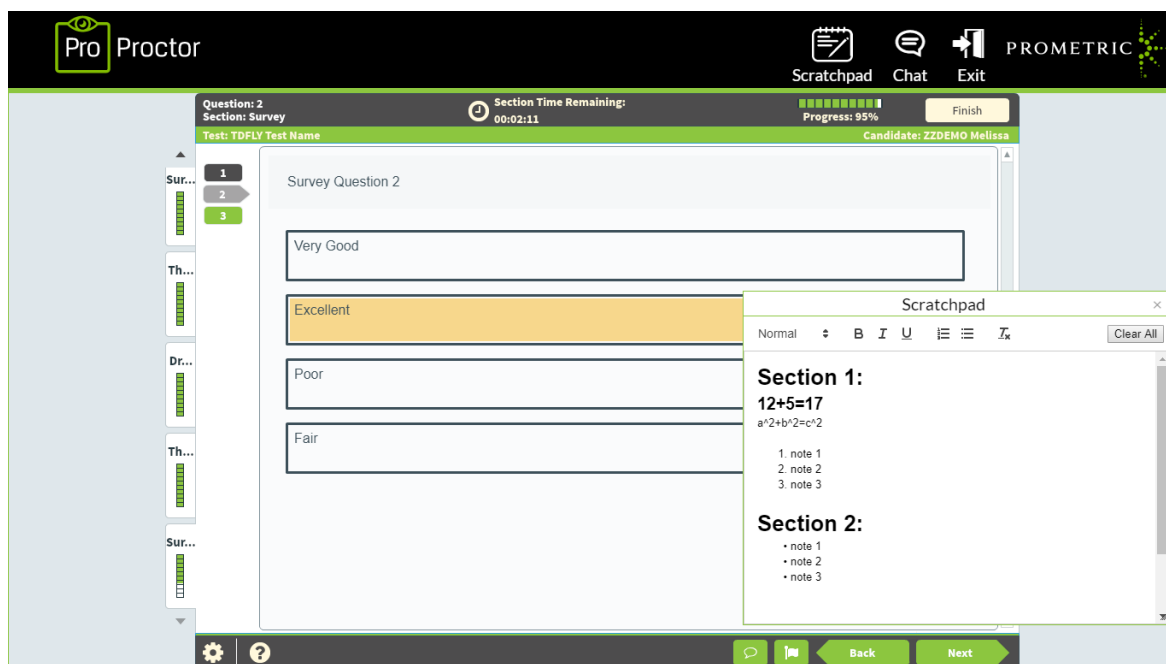 Pro Proctor
Scratchpad Chat Exit
PROMETRIC
Question: 2
Section: Survey
Section Time Remaining:
00:02:11
Progress: 95%
Finish
Test: TDFLY Test Name
Candidate: ZZDEMO Melissa
Sur...
Th...
Dr...
Th...
Sur...
1
2
3
Survey Question 2
Very Good
Excellent
Poor
Fair
Scratchpad
Normal B I U Clear All
Section 1:
12+5=17
a^2+b^2=c^2
1. note 1
2. note 2
3. note 3
Section 2:
• note 1
• note 2
• note 3
Back
Next